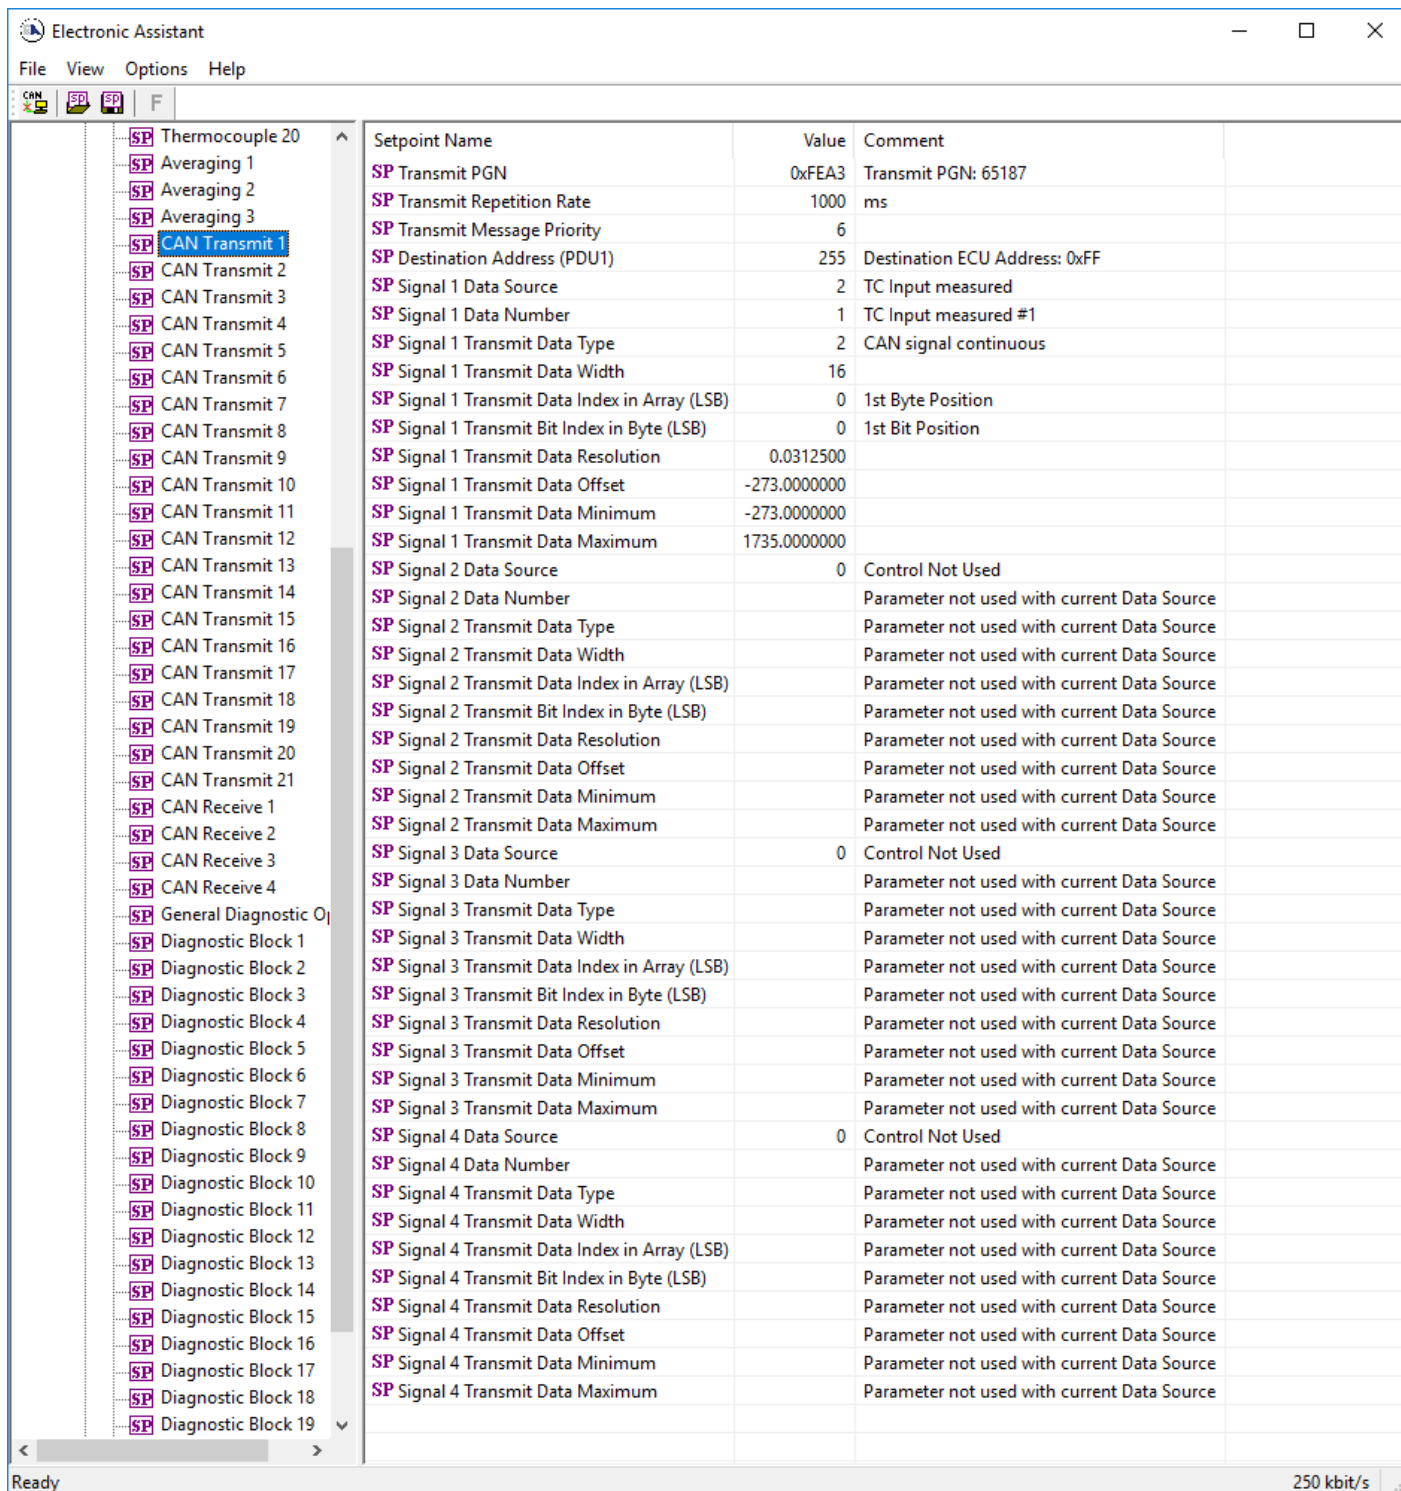 Electronic Assistant
File View Options Help
CAN SP SP F
SP Thermocouple 20
SP Averaging 1
SP Averaging 2
SP Averaging 3
SP CAN Transmit 1
SP CAN Transmit 2
SP CAN Transmit 3
SP CAN Transmit 4
SP CAN Transmit 5
SP CAN Transmit 6
SP CAN Transmit 7
SP CAN Transmit 8
SP CAN Transmit 9
SP CAN Transmit 10
SP CAN Transmit 11
SP CAN Transmit 12
SP CAN Transmit 13
SP CAN Transmit 14
SP CAN Transmit 15
SP CAN Transmit 16
SP CAN Transmit 17
SP CAN Transmit 18
SP CAN Transmit 19
SP CAN Transmit 20
SP CAN Transmit 21
SP CAN Receive 1
SP CAN Receive 2
SP CAN Receive 3
SP CAN Receive 4
SP General Diagnostic O
SP Diagnostic Block 1
SP Diagnostic Block 2
SP Diagnostic Block 3
SP Diagnostic Block 4
SP Diagnostic Block 5
SP Diagnostic Block 6
SP Diagnostic Block 7
SP Diagnostic Block 8
SP Diagnostic Block 9
SP Diagnostic Block 10
SP Diagnostic Block 11
SP Diagnostic Block 12
SP Diagnostic Block 13
SP Diagnostic Block 14
SP Diagnostic Block 15
SP Diagnostic Block 16
SP Diagnostic Block 17
SP Diagnostic Block 18
SP Diagnostic Block 19
Setpoint Name Value Comment
SP Transmit PGN 0xFEA3 Transmit PGN: 65187
SP Transmit Repetition Rate 1000 ms
SP Transmit Message Priority 6
SP Destination Address (PDU1) 255 Destination ECU Address: 0xFF
SP Signal 1 Data Source 2 TC Input measured
SP Signal 1 Data Number 1 TC Input measured #1
SP Signal 1 Transmit Data Type 2 CAN signal continuous
SP Signal 1 Transmit Data Width 16
SP Signal 1 Transmit Data Index in Array (LSB) 0 1st Byte Position
SP Signal 1 Transmit Bit Index in Byte (LSB) 0 1st Bit Position
SP Signal 1 Transmit Data Resolution 0.0312500
SP Signal 1 Transmit Data Offset -273.0000000
SP Signal 1 Transmit Data Minimum -273.0000000
SP Signal 1 Transmit Data Maximum 1735.0000000
SP Signal 2 Data Source 0 Control Not Used
SP Signal 2 Data Number Parameter not used with current Data Source
SP Signal 2 Transmit Data Type Parameter not used with current Data Source
SP Signal 2 Transmit Data Width Parameter not used with current Data Source
SP Signal 2 Transmit Data Index in Array (LSB) Parameter not used with current Data Source
SP Signal 2 Transmit Bit Index in Byte (LSB) Parameter not used with current Data Source
SP Signal 2 Transmit Data Resolution Parameter not used with current Data Source
SP Signal 2 Transmit Data Offset Parameter not used with current Data Source
SP Signal 2 Transmit Data Minimum Parameter not used with current Data Source
SP Signal 2 Transmit Data Maximum Parameter not used with current Data Source
SP Signal 3 Data Source 0 Control Not Used
SP Signal 3 Data Number Parameter not used with current Data Source
SP Signal 3 Transmit Data Type Parameter not used with current Data Source
SP Signal 3 Transmit Data Width Parameter not used with current Data Source
SP Signal 3 Transmit Data Index in Array (LSB) Parameter not used with current Data Source
SP Signal 3 Transmit Bit Index in Byte (LSB) Parameter not used with current Data Source
SP Signal 3 Transmit Data Resolution Parameter not used with current Data Source
SP Signal 3 Transmit Data Offset Parameter not used with current Data Source
SP Signal 3 Transmit Data Minimum Parameter not used with current Data Source
SP Signal 3 Transmit Data Maximum Parameter not used with current Data Source
SP Signal 4 Data Source 0 Control Not Used
SP Signal 4 Data Number Parameter not used with current Data Source
SP Signal 4 Transmit Data Type Parameter not used with current Data Source
SP Signal 4 Transmit Data Width Parameter not used with current Data Source
SP Signal 4 Transmit Data Index in Array (LSB) Parameter not used with current Data Source
SP Signal 4 Transmit Bit Index in Byte (LSB) Parameter not used with current Data Source
SP Signal 4 Transmit Data Resolution Parameter not used with current Data Source
SP Signal 4 Transmit Data Offset Parameter not used with current Data Source
SP Signal 4 Transmit Data Minimum Parameter not used with current Data Source
SP Signal 4 Transmit Data Maximum Parameter not used with current Data Source
Ready 250 kbit/s